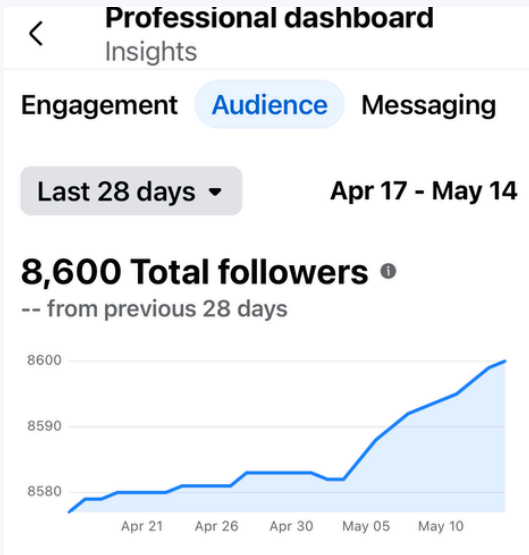 Professional dashboard
Insights
Engagement Audience Messaging
Last 28 days Apr 17 - May 14
8,600 Total followers
-- from previous 28 days
8600
8590
8580
Apr 21 Apr 26 Apr 30 May 05 May 10